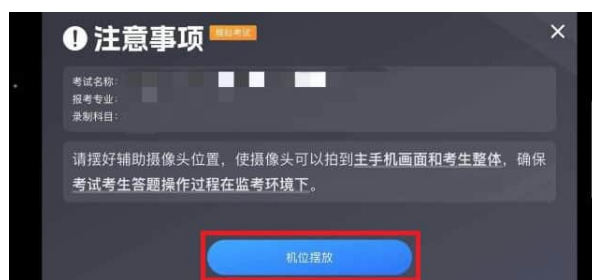 注意事项 模拟考试
考试名称:
报考专业:
录制科目:
请摆好辅助摄像头位置，使摄像头可以拍到主手机画面和考生整体，确保
考试考生答题操作过程在监考环境下。
机位摆放